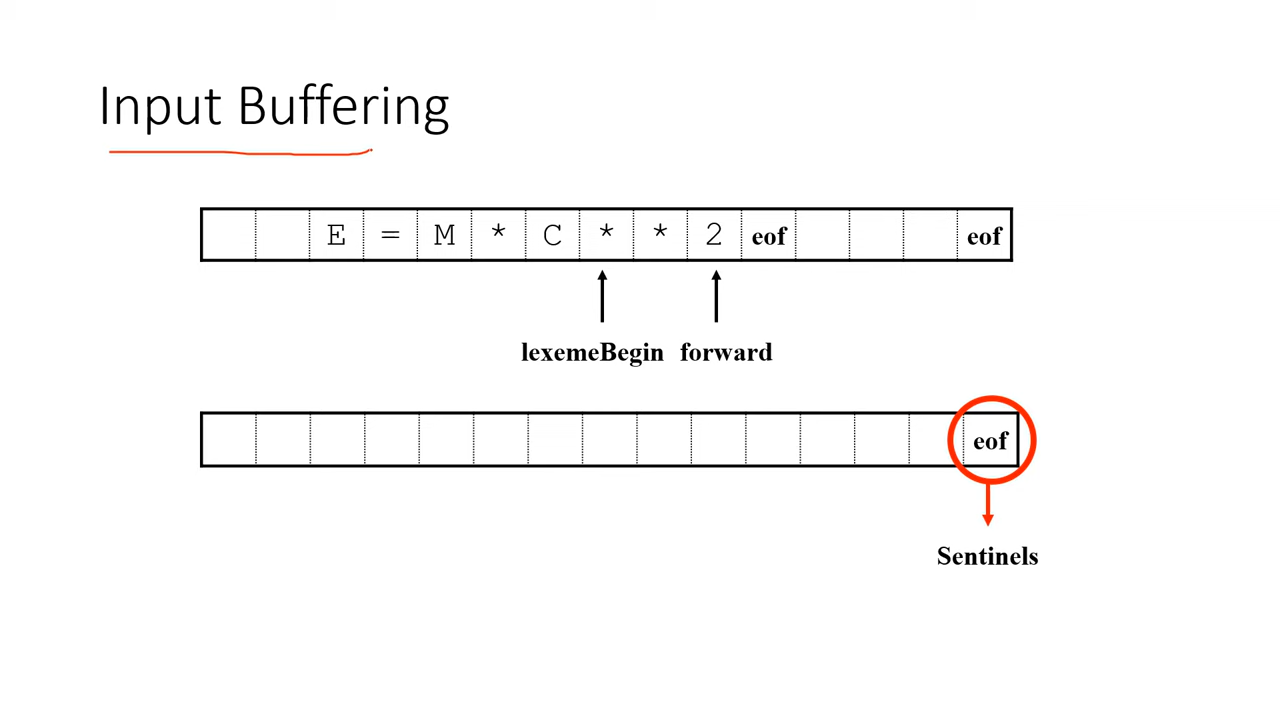 Input Buffering
E = M * C * * 2 eof eof
lexemeBegin forward
eof
Sentinels